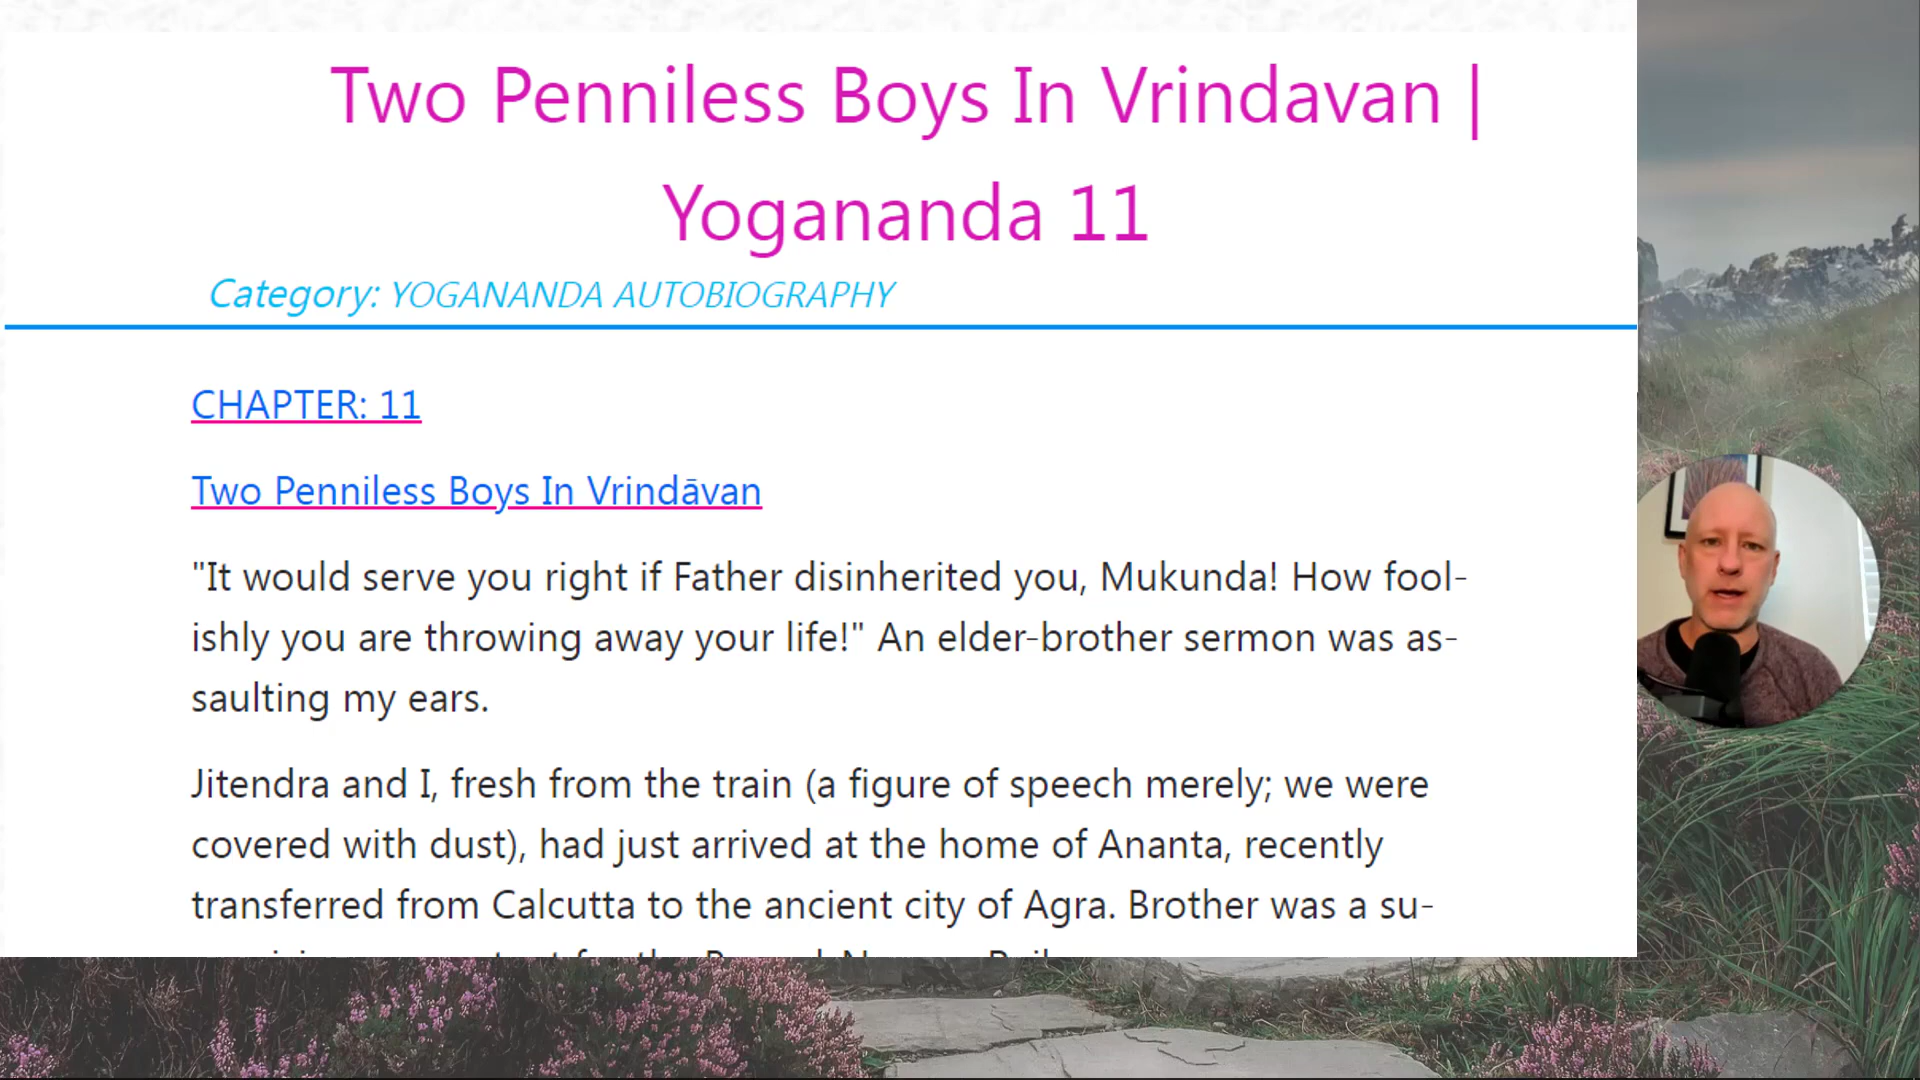 Two Penniless Boys In Vrindavan |
Yogananda 11
Category: YOGANANDA AUTOBIOGRAPHY
CHAPTER: 11
Two Penniless Boys In Vrindāvan
"It would serve you right if Father disinherited you, Mukunda! How fool-
ishly you are throwing away your life!" An elder-brother sermon was as-
saulting my ears.
Jitendra and I, fresh from the train (a figure of speech merely; we were
covered with dust), had just arrived at the home of Ananta, recently
transferred from Calcutta to the ancient city of Agra. Brother was a su-